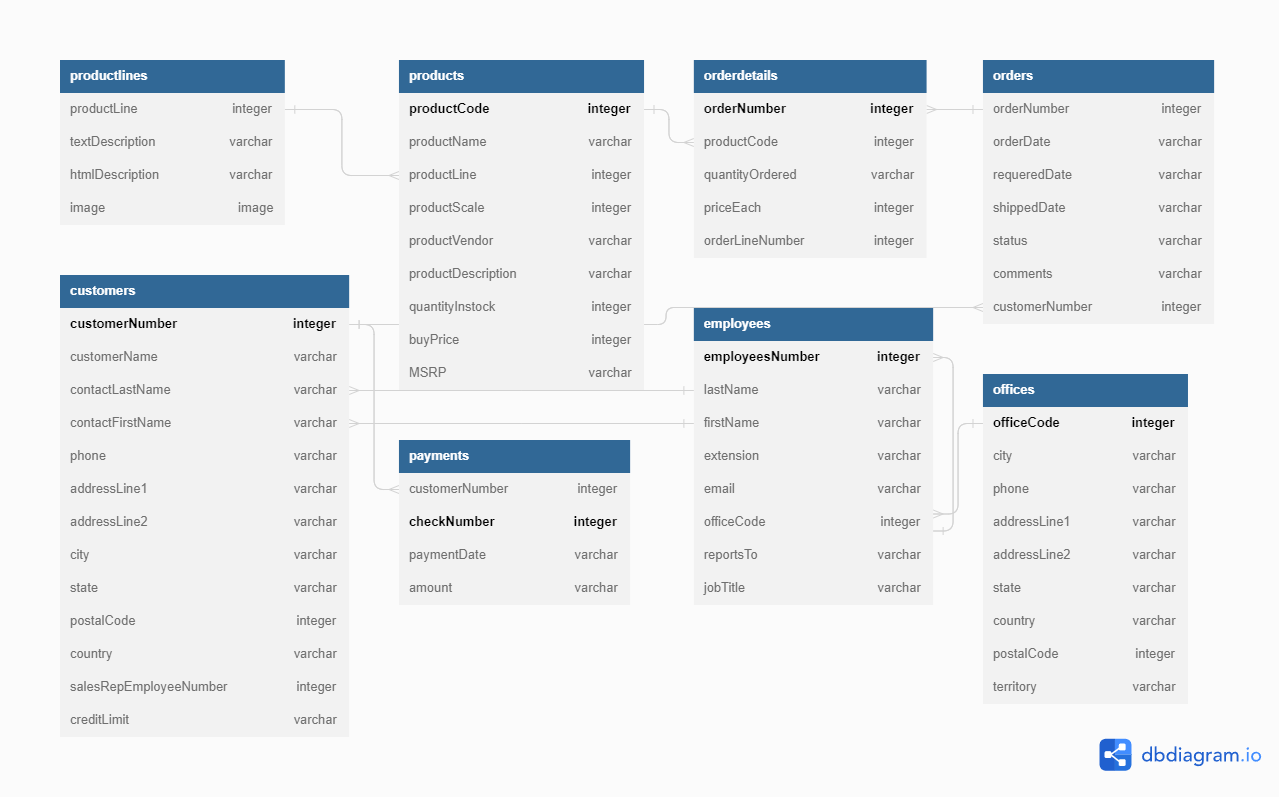 productlines
productLine integer
textDescription varchar
htmlDescription varchar
image image
products
productCode integer
productName varchar
productLine integer
productScale integer
productVendor varchar
productDescription varchar
quantityInstock integer
buyPrice integer
MSRP varchar
orderdetails
orderNumber integer
productCode integer
quantityOrdered varchar
priceEach integer
orderLineNumber integer
orders
orderNumber integer
orderDate varchar
requeredDate varchar
shippedDate varchar
status varchar
comments varchar
customerNumber integer
customers
customerNumber integer
customerName varchar
contactLastName varchar
contactFirstName varchar
phone varchar
addressLine1 varchar
addressLine2 varchar
city varchar
state varchar
postalCode integer
country varchar
salesRepEmployeeNumber integer
creditLimit varchar
payments
customerNumber integer
checkNumber integer
paymentDate varchar
amount varchar
employees
employeesNumber integer
lastName varchar
firstName varchar
extension varchar
email varchar
officeCode integer
reportsTo varchar
jobTitle varchar
offices
officeCode integer
city varchar
phone varchar
addressLine1 varchar
addressLine2 varchar
state varchar
country varchar
postalCode integer
territory varchar
dbdiagram.io